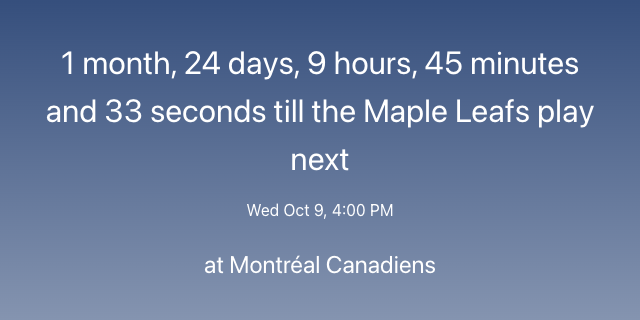 1 month, 24 days, 9 hours, 45 minutes
and 33 seconds till the Maple Leafs play
next
Wed Oct 9, 4:00 PM
at Montréal Canadiens